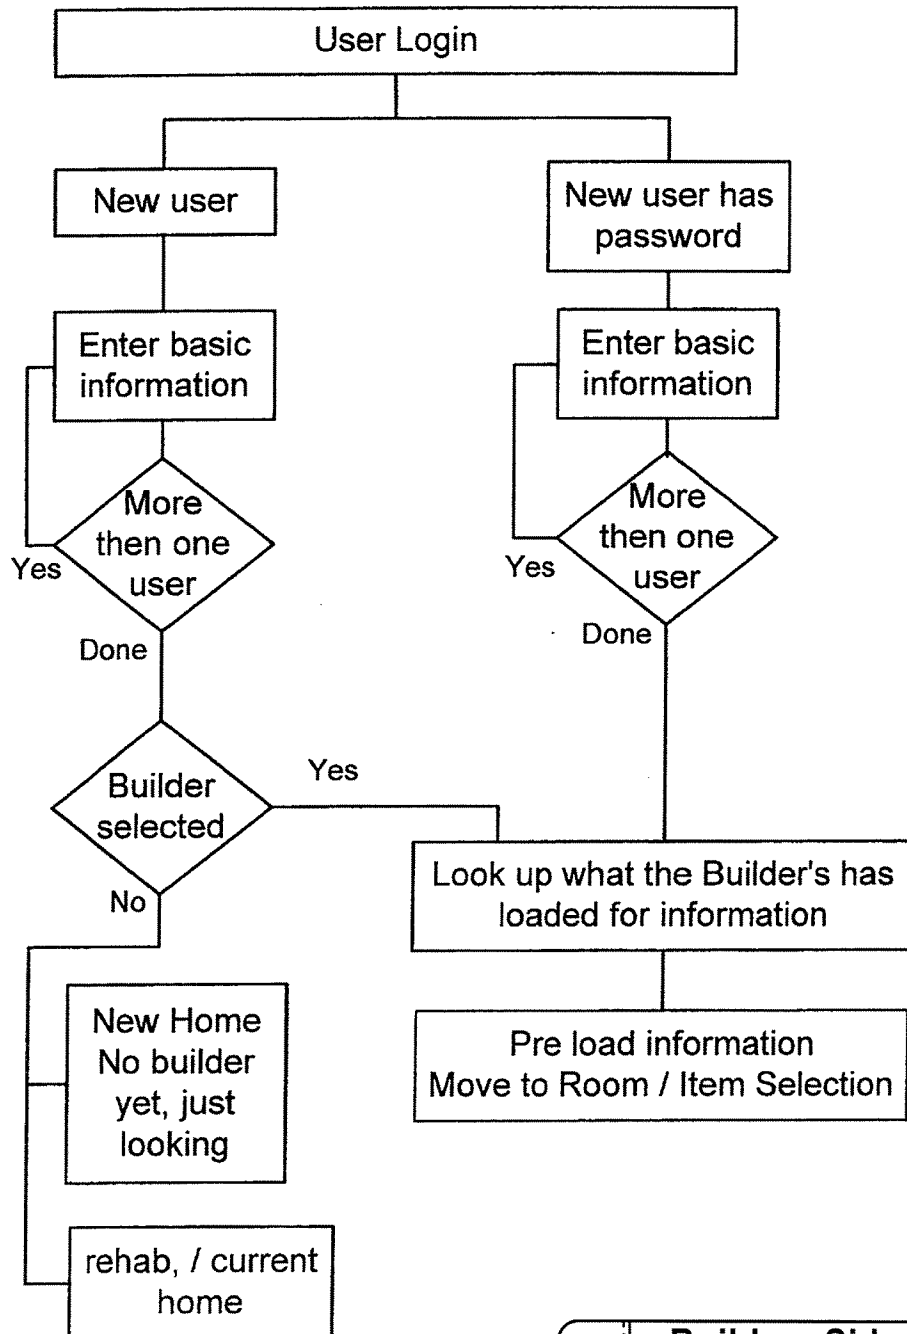 User Login
New user
New user has
password
Enter basic
information
Enter basic
information
More
then one
user
Yes
Done
More
then one
user
Yes
Done
Builder
selected
Yes
No
Look up what the Builder's has
loaded for information
New Home
No builder
yet, just
looking
Pre load information
Move to Room / Item Selection
rehab, / current
home